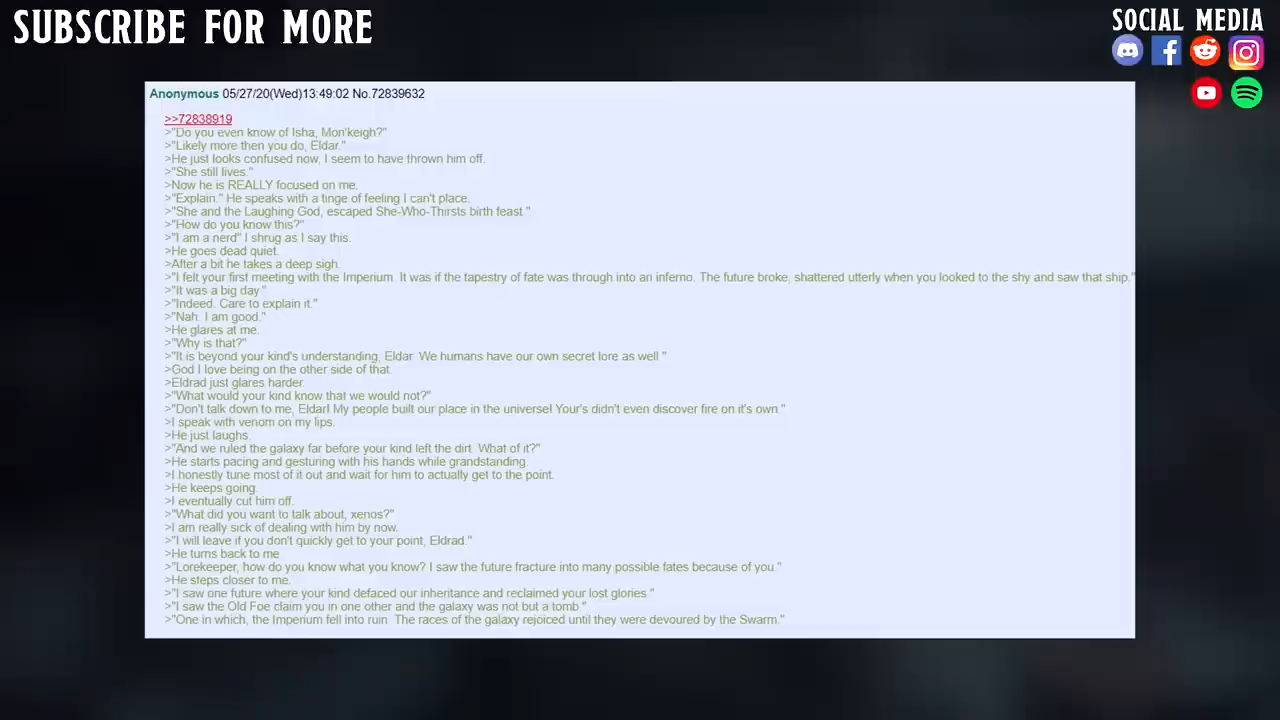 SUBSCRIBE FOR MORE
SOCIAL MEDIA
Anonymous 05/27/20(Wed)13:49:02 No.72839632
>>72838919
>"Do you even know of Isha, Mon'keigh?"
>"Likely more then you do, Eldar."
>He just looks confused now, I seem to have thrown him off.
>"She still lives."
>Now he is REALLY focused on me.
>"Explain." He speaks with a tinge of feeling I can't place.
>"She and the Laughing God, escaped She-Who-Thirsts birth feast."
>"How do you know this?"
>"I am a nerd" I shrug as I say this.
>He goes dead quiet.
>After a bit he takes a deep sigh.
>"I felt your first meeting with the Imperium. It was if the tapestry of fate was through into an inferno. The future broke, shattered utterly when you looked to the shy and saw that ship."
>"It was a big day."
>"Indeed. Care to explain it."
>"Nah. I am good."
>He glares at me.
>"Why is that?"
>"It is beyond your kind's understanding, Eldar. We humans have our own secret lore as well."
>God I love being on the other side of that.
>Eldrad just glares harder.
>"What would your kind know that we would not?"
>"Don't talk down to me, Eldar! My people built our place in the universe! Your's didn't even discover fire on it's own."
>I speak with venom on my lips.
>He just laughs.
>"And we ruled the galaxy far before your kind left the dirt. What of it?"
>He starts pacing and gesturing with his hands while grandstanding.
>I honestly tune most of it out and wait for him to actually get to the point.
>He keeps going.
>I eventually cut him off.
>"What did you want to talk about, xenos?"
>I am really sick of dealing with him by now.
>"I will leave if you don't quickly get to your point, Eldrad."
>He turns back to me
>"Lorekeeper, how do you know what you know? I saw the future fracture into many possible fates because of you."
>He steps closer to me.
>"I saw one future where your kind defaced our inheritance and reclaimed your lost glories."
>"I saw the Old Foe claim you in one other and the galaxy was not but a tomb."
>"One in which, the Imperium fell into ruin. The races of the galaxy rejoiced until they were devoured by the Swarm."